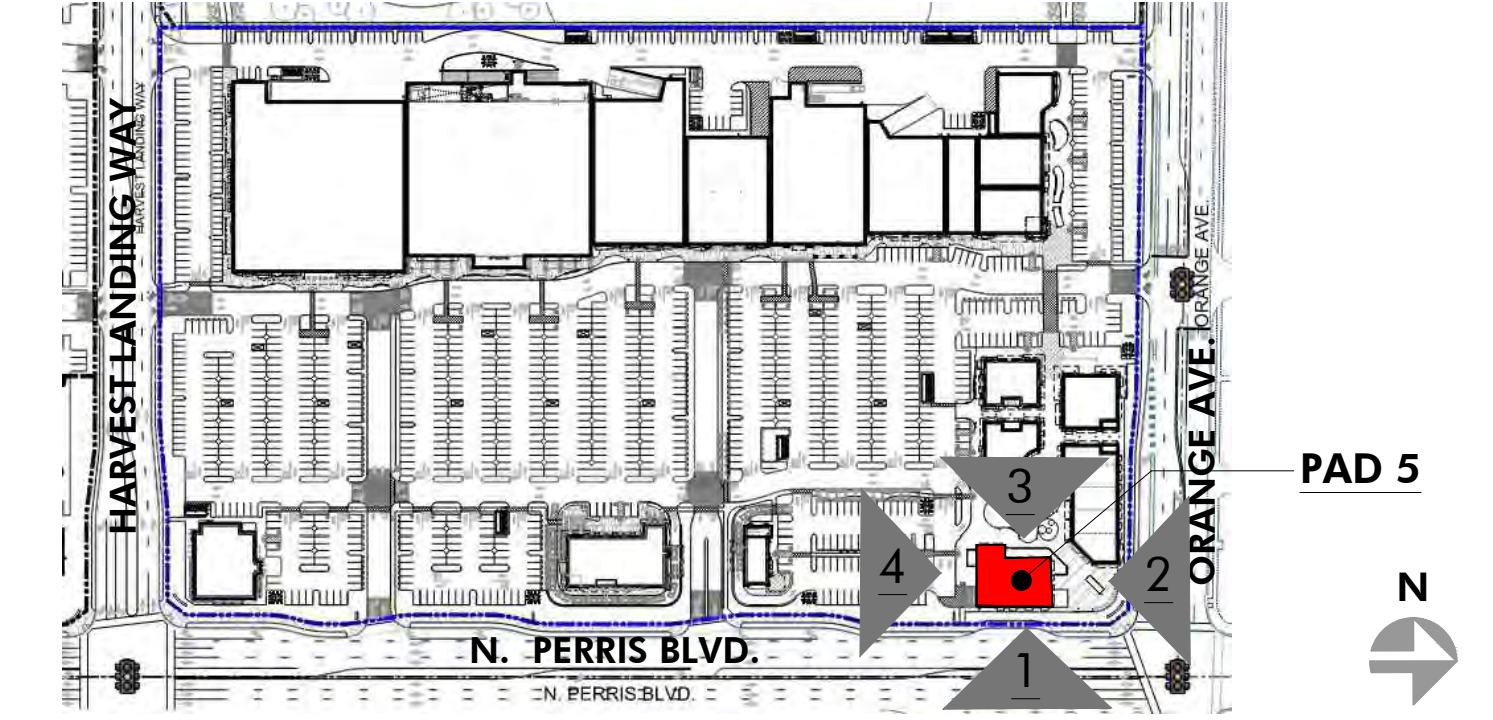 HARVEST LANDING WAY
HARVEST LANDING WAY
ORANGE AVE.
ORANGE AVE.
PAD 5
3
4
2
1
N
N. PERRIS BLVD.
N. PERRIS BLVD.